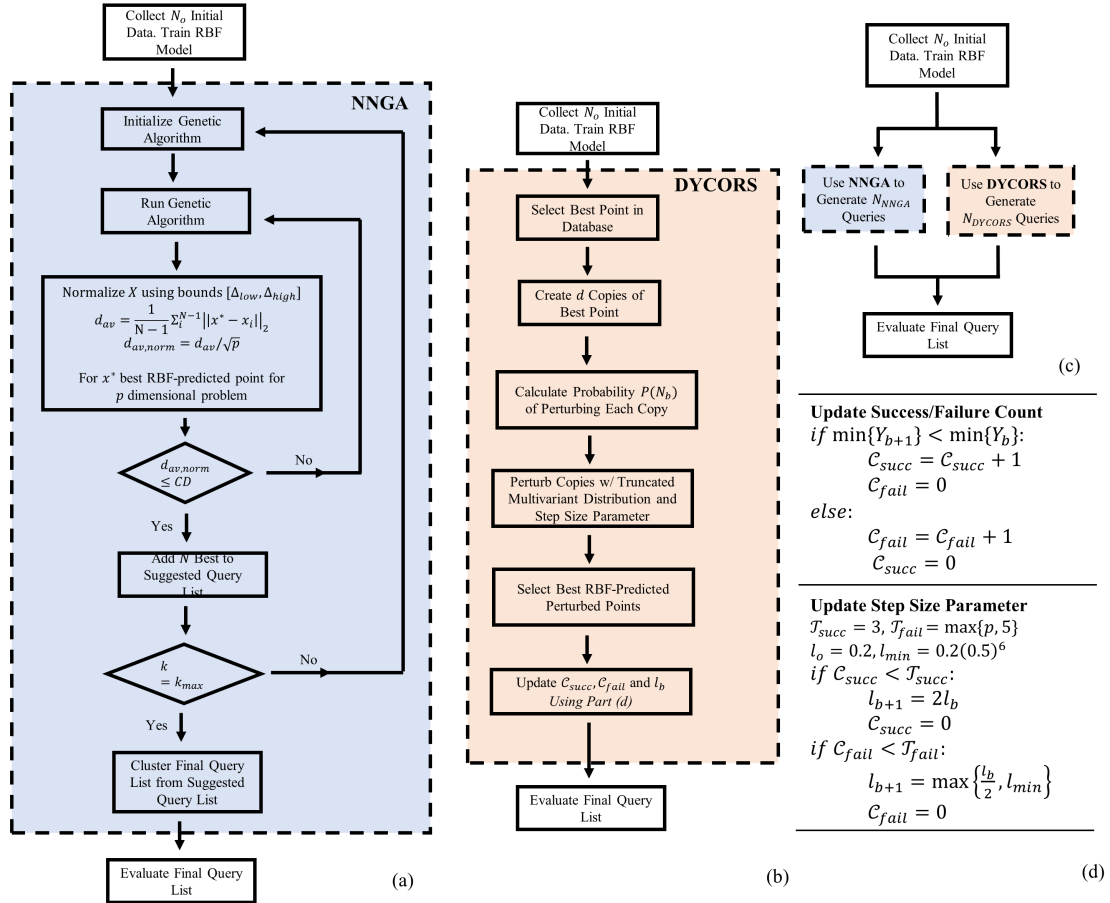 Collect N_o Initial
Data. Train RBF
Model
NNGA
Initialize Genetic
Algorithm
Run Genetic
Algorithm
Normalize X using bounds [Δ_low, Δ_high]
d_av = 1/(N−1) Σ_i^{N−1} ||x* − x_i||_2
d_av,norm = d_av/√p
For x* best RBF-predicted point for
p dimensional problem
d_av,norm
≤ CD
No
Yes
Add N Best to
Suggested Query
List
k
= k_max
No
Yes
Cluster Final Query
List from Suggested
Query List
Evaluate Final Query
List
(a)
Collect N_o Initial
Data. Train RBF
Model
DYCORS
Select Best Point in
Database
Create d Copies of
Best Point
Calculate Probability P(N_b)
of Perturbing Each Copy
Perturb Copies w/ Truncated
Multivariant Distribution and
Step Size Parameter
Select Best RBF-Predicted
Perturbed Points
Update C_succ, C_fail and l_b
Using Part (d)
Evaluate Final Query
List
(b)
Collect N_o Initial
Data. Train RBF
Model
Use NNGA to
Generate N_NNGA
Queries
Use DYCORS to
Generate
N_DYCORS Queries
Evaluate Final Query
List
(c)
Update Success/Failure Count
if min{Y_{b+1}} < min{Y_b}:
C_succ = C_succ + 1
C_fail = 0
else:
C_fail = C_fail + 1
C_succ = 0
Update Step Size Parameter
T_succ = 3, T_fail = max{p, 5}
l_o = 0.2, l_min = 0.2(0.5)^6
if C_succ < T_succ:
l_{b+1} = 2l_b
C_succ = 0
if C_fail < T_fail:
l_{b+1} = max{l_b/2, l_min}
C_fail = 0
(d)